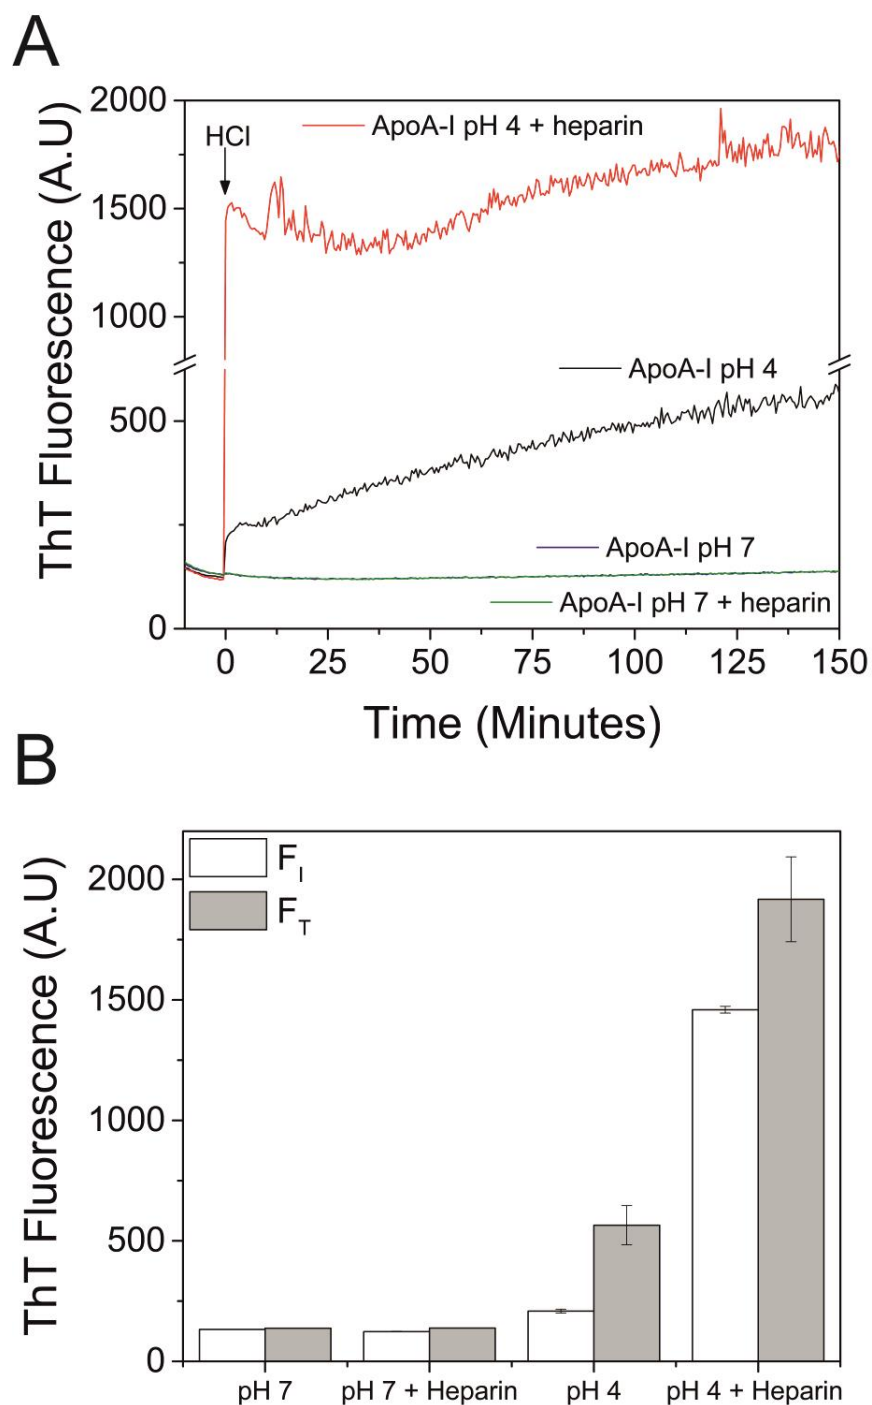 A
ThT Fluorescence (A.U)
2000
1500
1000
500
0
HCl
ApoA-I pH 4 + heparin
ApoA-I pH 4
ApoA-I pH 7
ApoA-I pH 7 + heparin
0 25 50 75 100 125 150
Time (Minutes)
B
ThT Fluorescence (A.U)
2000
1500
1000
500
0
F_I
F_T
pH 7 pH 7 + Heparin pH 4 pH 4 + Heparin